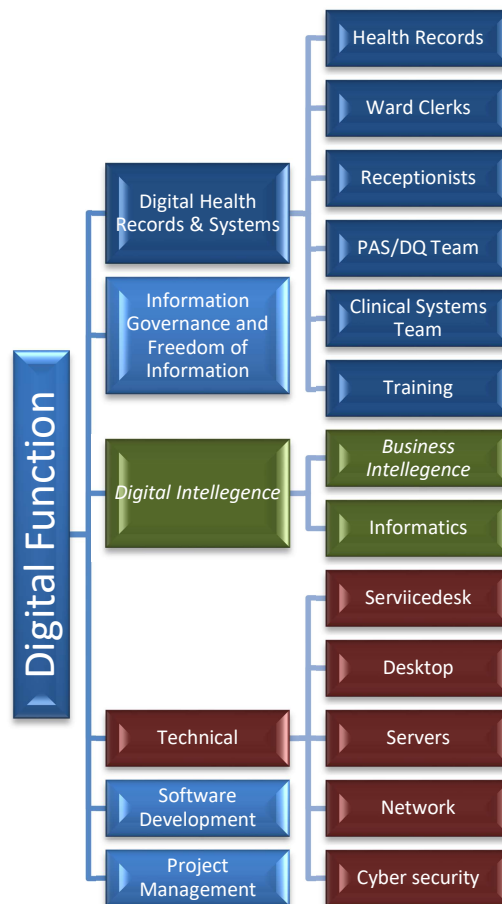 Digital Function
Digital Health
Records & Systems
Health Records
Ward Clerks
Receptionists
PAS/DQ Team
Clinical Systems
Team
Training
Information
Governance and
Freedom of
Information
Digital Intellegence
Business
Intellegence
Informatics
Technical
Serviicedesk
Desktop
Servers
Network
Cyber security
Software
Development
Project
Management